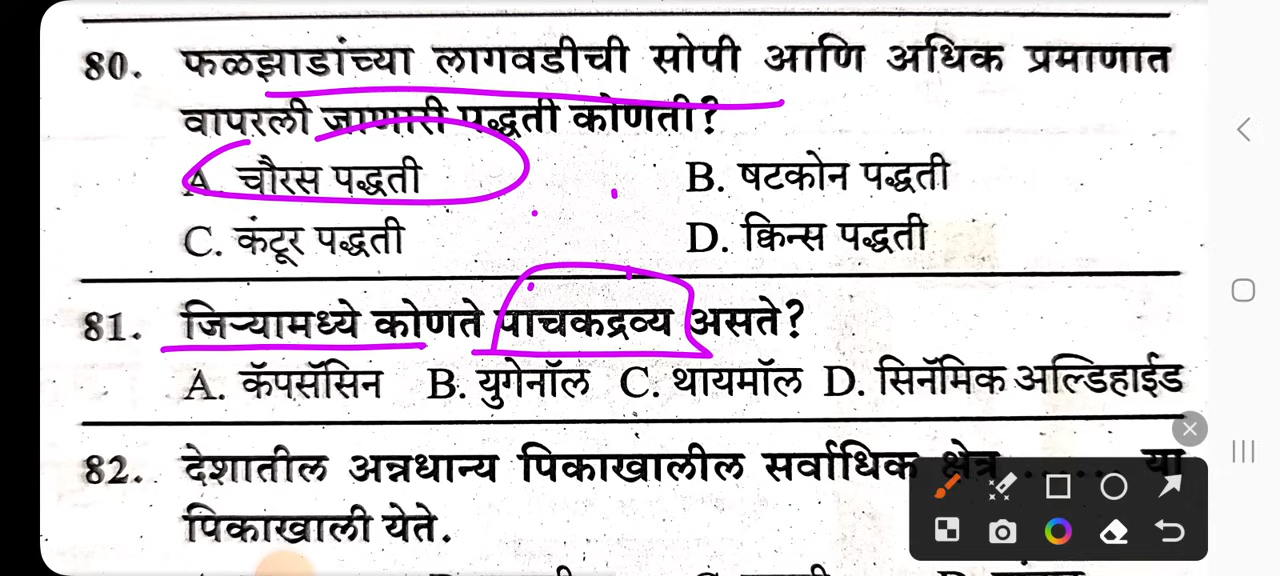 80. फळझाडांच्या लागवडीची सोपी आणि अधिक प्रमाणात
वापरली जाणारी पद्धती कोणती?
A. चौरस पद्धती B. षटकोन पद्धती
C. कंटूर पद्धती D. क्विन्स पद्धती
81. जिऱ्यामध्ये कोणते पाचकद्रव्य असते?
A. कॅपसॅसिन B. युगेनॉल C. थायमॉल D. सिनॅमिक अल्डिहाईड
82. देशातील अन्नधान्य पिकाखालील सर्वाधिक क्षेत्र ...... या
पिकाखाली येते.